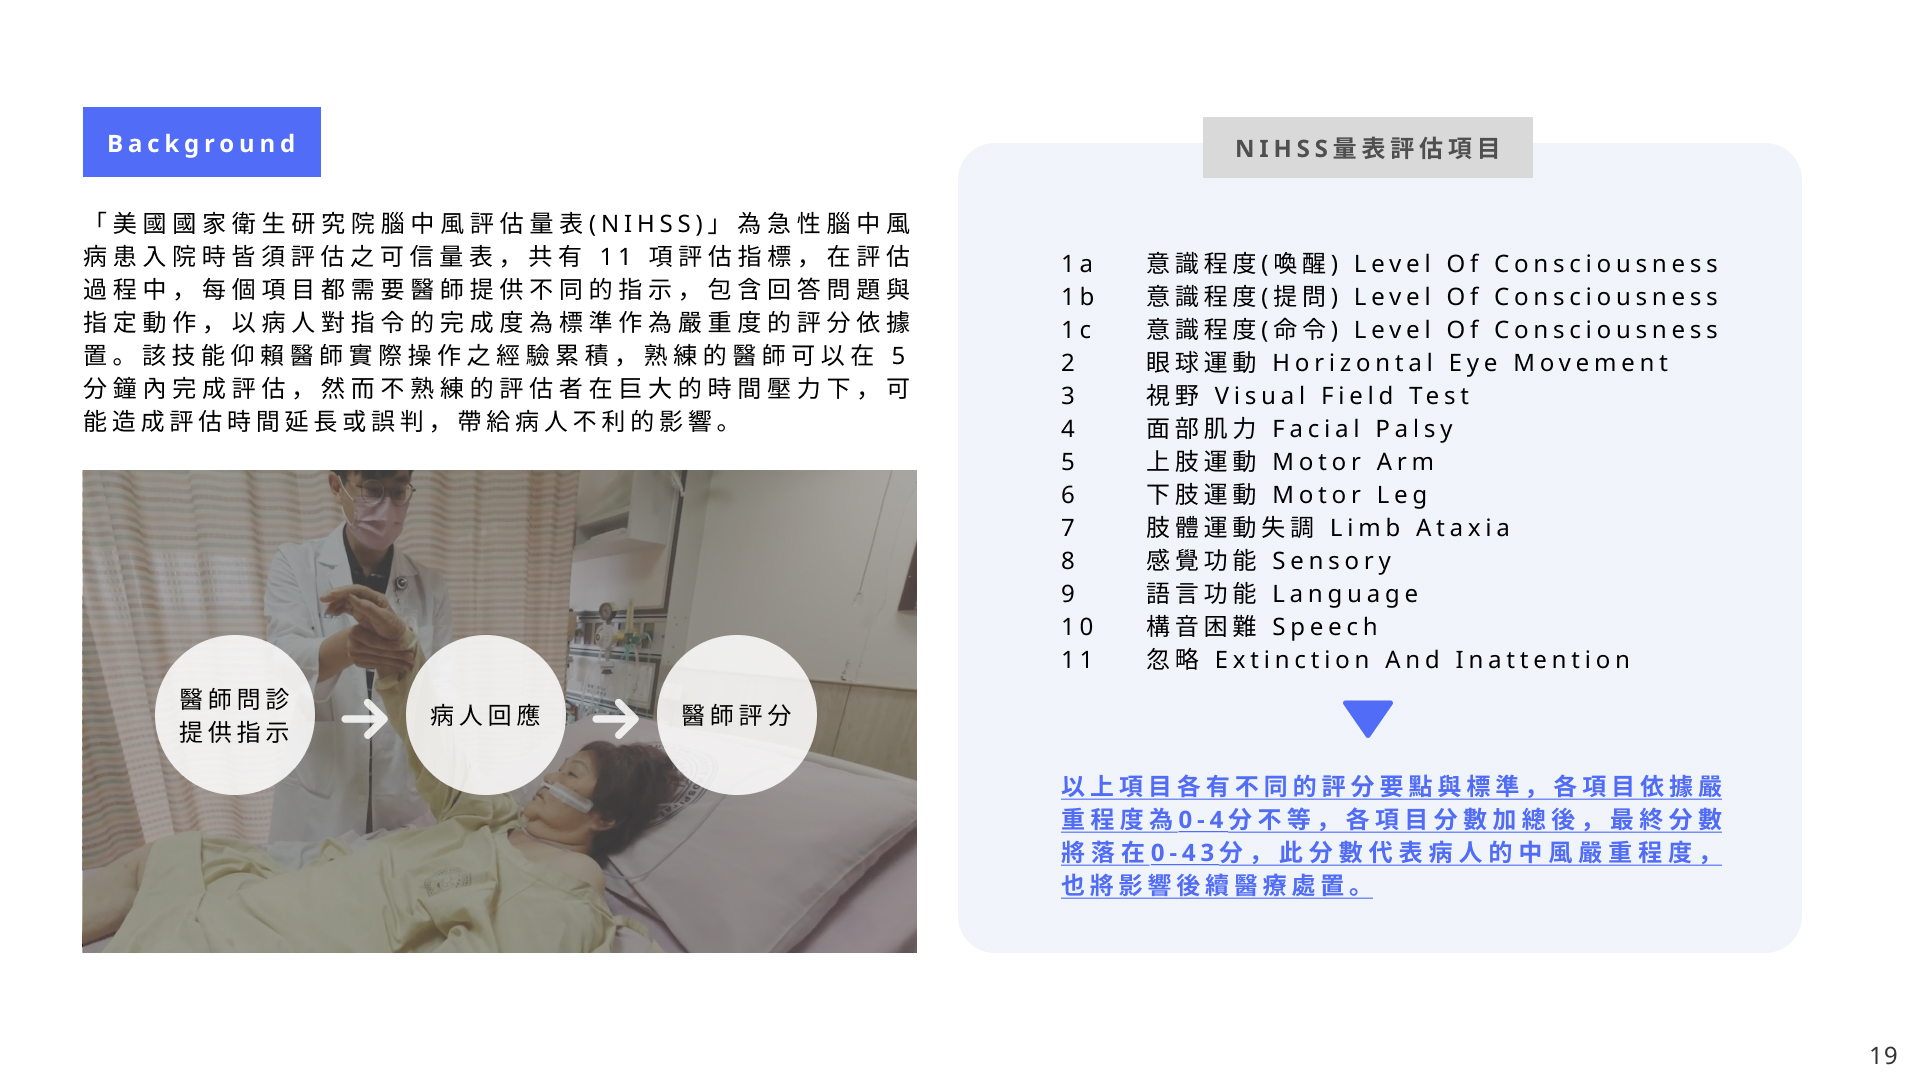 Background
「美國國家衛生研究院腦中風評估量表(NIHSS)」為急性腦中風
病患入院時皆須評估之可信量表，共有 11 項評估指標，在評估
過程中，每個項目都需要醫師提供不同的指示，包含回答問題與
指定動作，以病人對指令的完成度為標準作為嚴重度的評分依據
置。該技能仰賴醫師實際操作之經驗累積，熟練的醫師可以在 5
分鐘內完成評估，然而不熟練的評估者在巨大的時間壓力下，可
能造成評估時間延長或誤判，帶給病人不利的影響。
醫師問診
提供指示
病人回應
醫師評分
NIHSS量表評估項目
1a 意識程度(喚醒) Level Of Consciousness
1b 意識程度(提問) Level Of Consciousness
1c 意識程度(命令) Level Of Consciousness
2 眼球運動 Horizontal Eye Movement
3 視野 Visual Field Test
4 面部肌力 Facial Palsy
5 上肢運動 Motor Arm
6 下肢運動 Motor Leg
7 肢體運動失調 Limb Ataxia
8 感覺功能 Sensory
9 語言功能 Language
10 構音困難 Speech
11 忽略 Extinction And Inattention
以上項目各有不同的評分要點與標準，各項目依據嚴
重程度為0-4分不等，各項目分數加總後，最終分數
將落在0-43分，此分數代表病人的中風嚴重程度，
也將影響後續醫療處置。
19